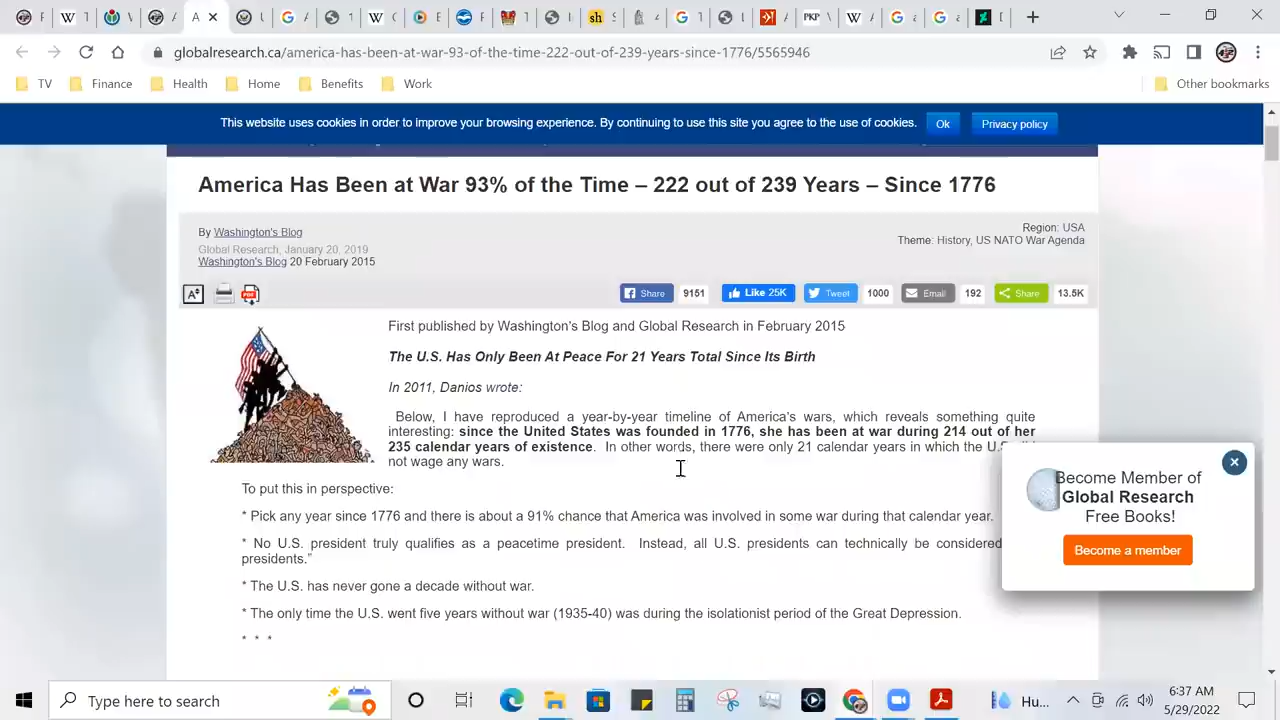 globalresearch.ca/america-has-been-at-war-93-of-the-time-222-out-of-239-years-since-1776/5565946
TV Finance Health Home Benefits Work Other bookmarks
This website uses cookies in order to improve your browsing experience. By continuing to use this site you agree to the use of cookies. Ok Privacy policy
America Has Been at War 93% of the Time – 222 out of 239 Years – Since 1776
By Washington's Blog
Region: USA
Global Research, January 20, 2019
Theme: History, US NATO War Agenda
Washington's Blog 20 February 2015
A PDF Share 9151 Like 25K Tweet 1000 Email 192 Share 13.5K
First published by Washington's Blog and Global Research in February 2015
The U.S. Has Only Been At Peace For 21 Years Total Since Its Birth
In 2011, Danios wrote:
Below, I have reproduced a year-by-year timeline of America's wars, which reveals something quite
interesting: since the United States was founded in 1776, she has been at war during 214 out of her
235 calendar years of existence. In other words, there were only 21 calendar years in which the U.S.
not wage any wars.
To put this in perspective:
* Pick any year since 1776 and there is about a 91% chance that America was involved in some war during that calendar year.
* No U.S. president truly qualifies as a peacetime president. Instead, all U.S. presidents can technically be considered
presidents."
* The U.S. has never gone a decade without war.
* The only time the U.S. went five years without war (1935-40) was during the isolationist period of the Great Depression.
* * *
Become Member of
Global Research
Free Books!
Become a member
Type here to search
Hu...
6:37 AM
5/29/2022